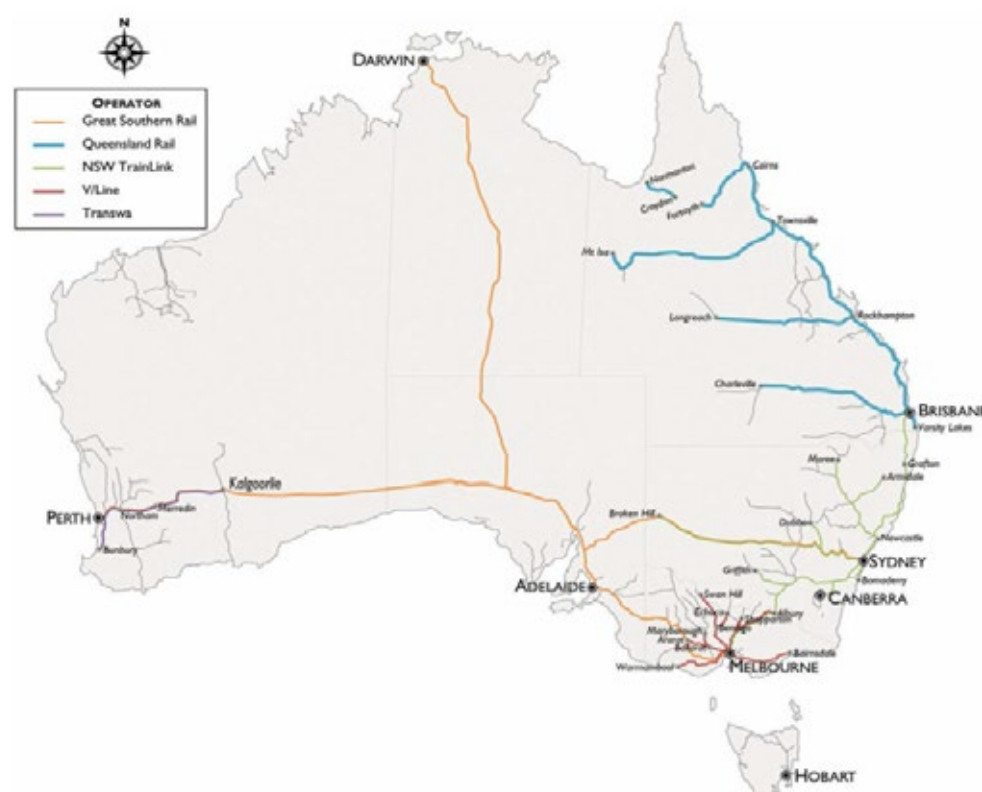 N
DARWIN
OPERATOR
Great Southern Rail
Queensland Rail
NSW TrainLink
V/Line
Transwa
Normanton
Croydon
Forsayth
Cairns
Townsville
Mt Isa
Longreach
Rockhampton
Charleville
BRISBANE
Varsity Lakes
Moree
Grafton
Armidale
Kalgoorlie
Merredin
Northam
PERTH
Bunbury
Broken Hill
Dubbo
Newcastle
SYDNEY
Griffith
Bomaderry
ADELAIDE
CANBERRA
Swan Hill
Echuca
Albury
Shepparton
Bendigo
Maryborough
Ararat
Ballarat
Bairnsdale
Warrnambool
MELBOURNE
HOBART